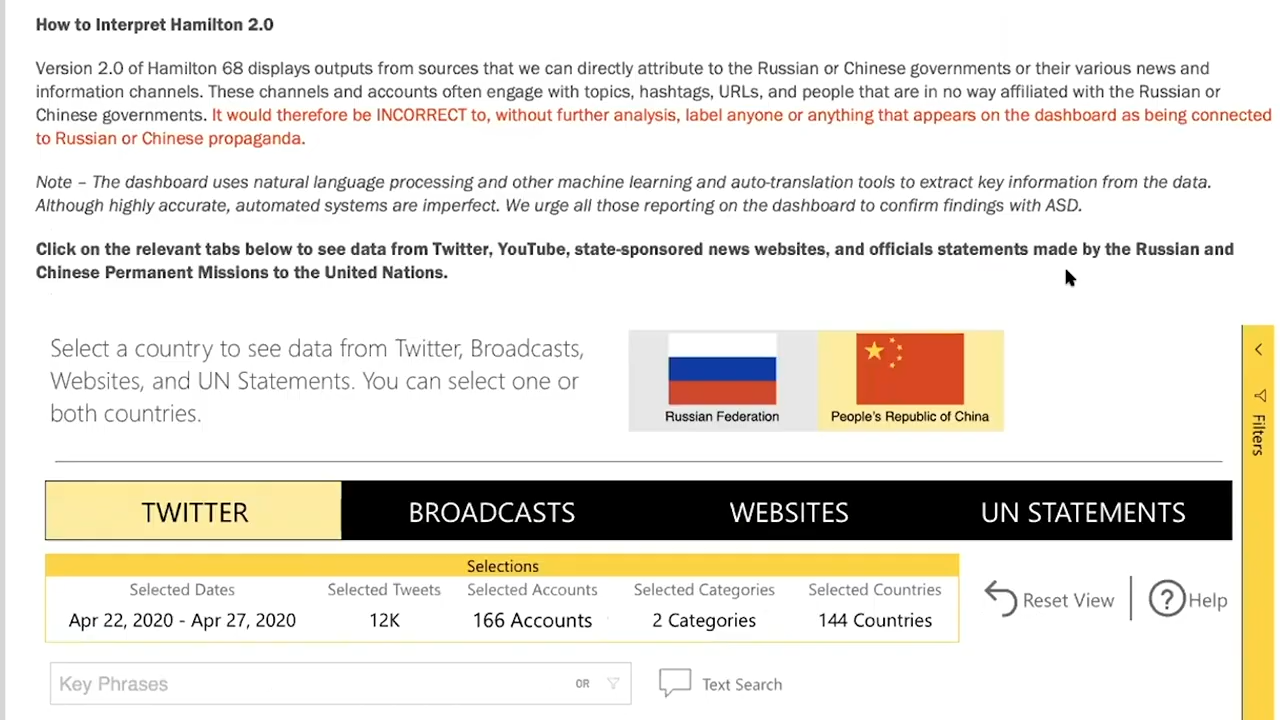 How to Interpret Hamilton 2.0
Version 2.0 of Hamilton 68 displays outputs from sources that we can directly attribute to the Russian or Chinese governments or their various news and
information channels. These channels and accounts often engage with topics, hashtags, URLs, and people that are in no way affiliated with the Russian or
Chinese governments. It would therefore be INCORRECT to, without further analysis, label anyone or anything that appears on the dashboard as being connected
to Russian or Chinese propaganda.
Note – The dashboard uses natural language processing and other machine learning and auto-translation tools to extract key information from the data.
Although highly accurate, automated systems are imperfect. We urge all those reporting on the dashboard to confirm findings with ASD.
Click on the relevant tabs below to see data from Twitter, YouTube, state-sponsored news websites, and officials statements made by the Russian and
Chinese Permanent Missions to the United Nations.
Select a country to see data from Twitter, Broadcasts,
Websites, and UN Statements. You can select one or
both countries.
Russian Federation
People's Republic of China
Filters
TWITTER
BROADCASTS
WEBSITES
UN STATEMENTS
Selections
Selected Dates
Selected Tweets
Selected Accounts
Selected Categories
Selected Countries
Apr 22, 2020 - Apr 27, 2020
12K
166 Accounts
2 Categories
144 Countries
Reset View
Help
Key Phrases
OR
Text Search